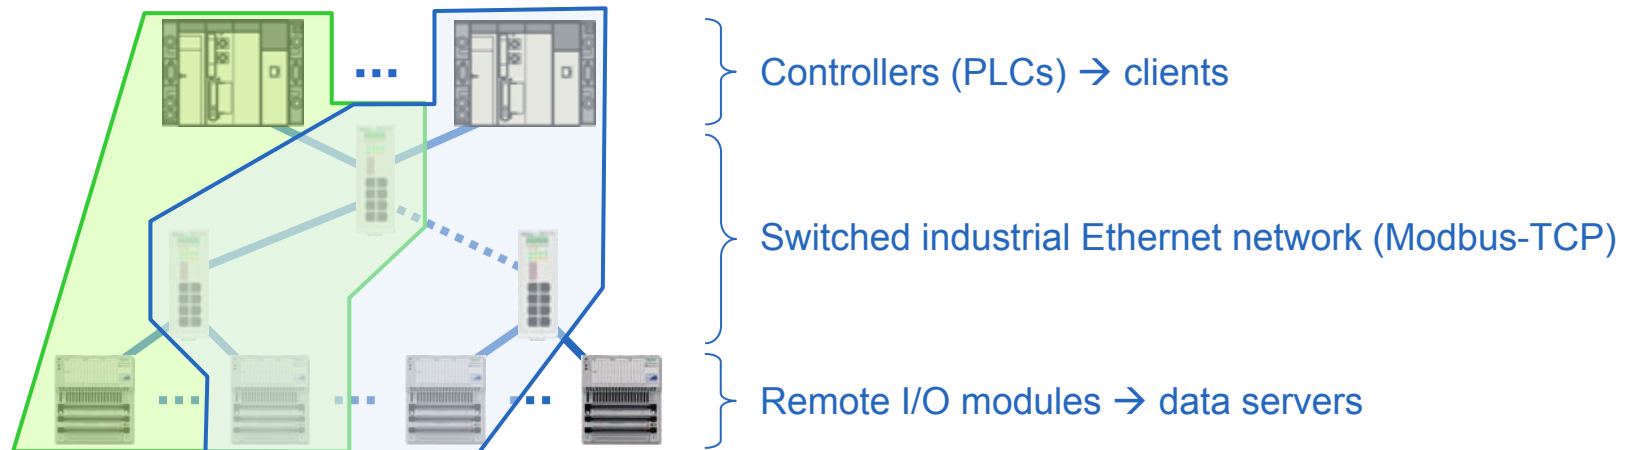 Controllers (PLCs) → clients
Switched industrial Ethernet network (Modbus-TCP)
Remote I/O modules → data servers